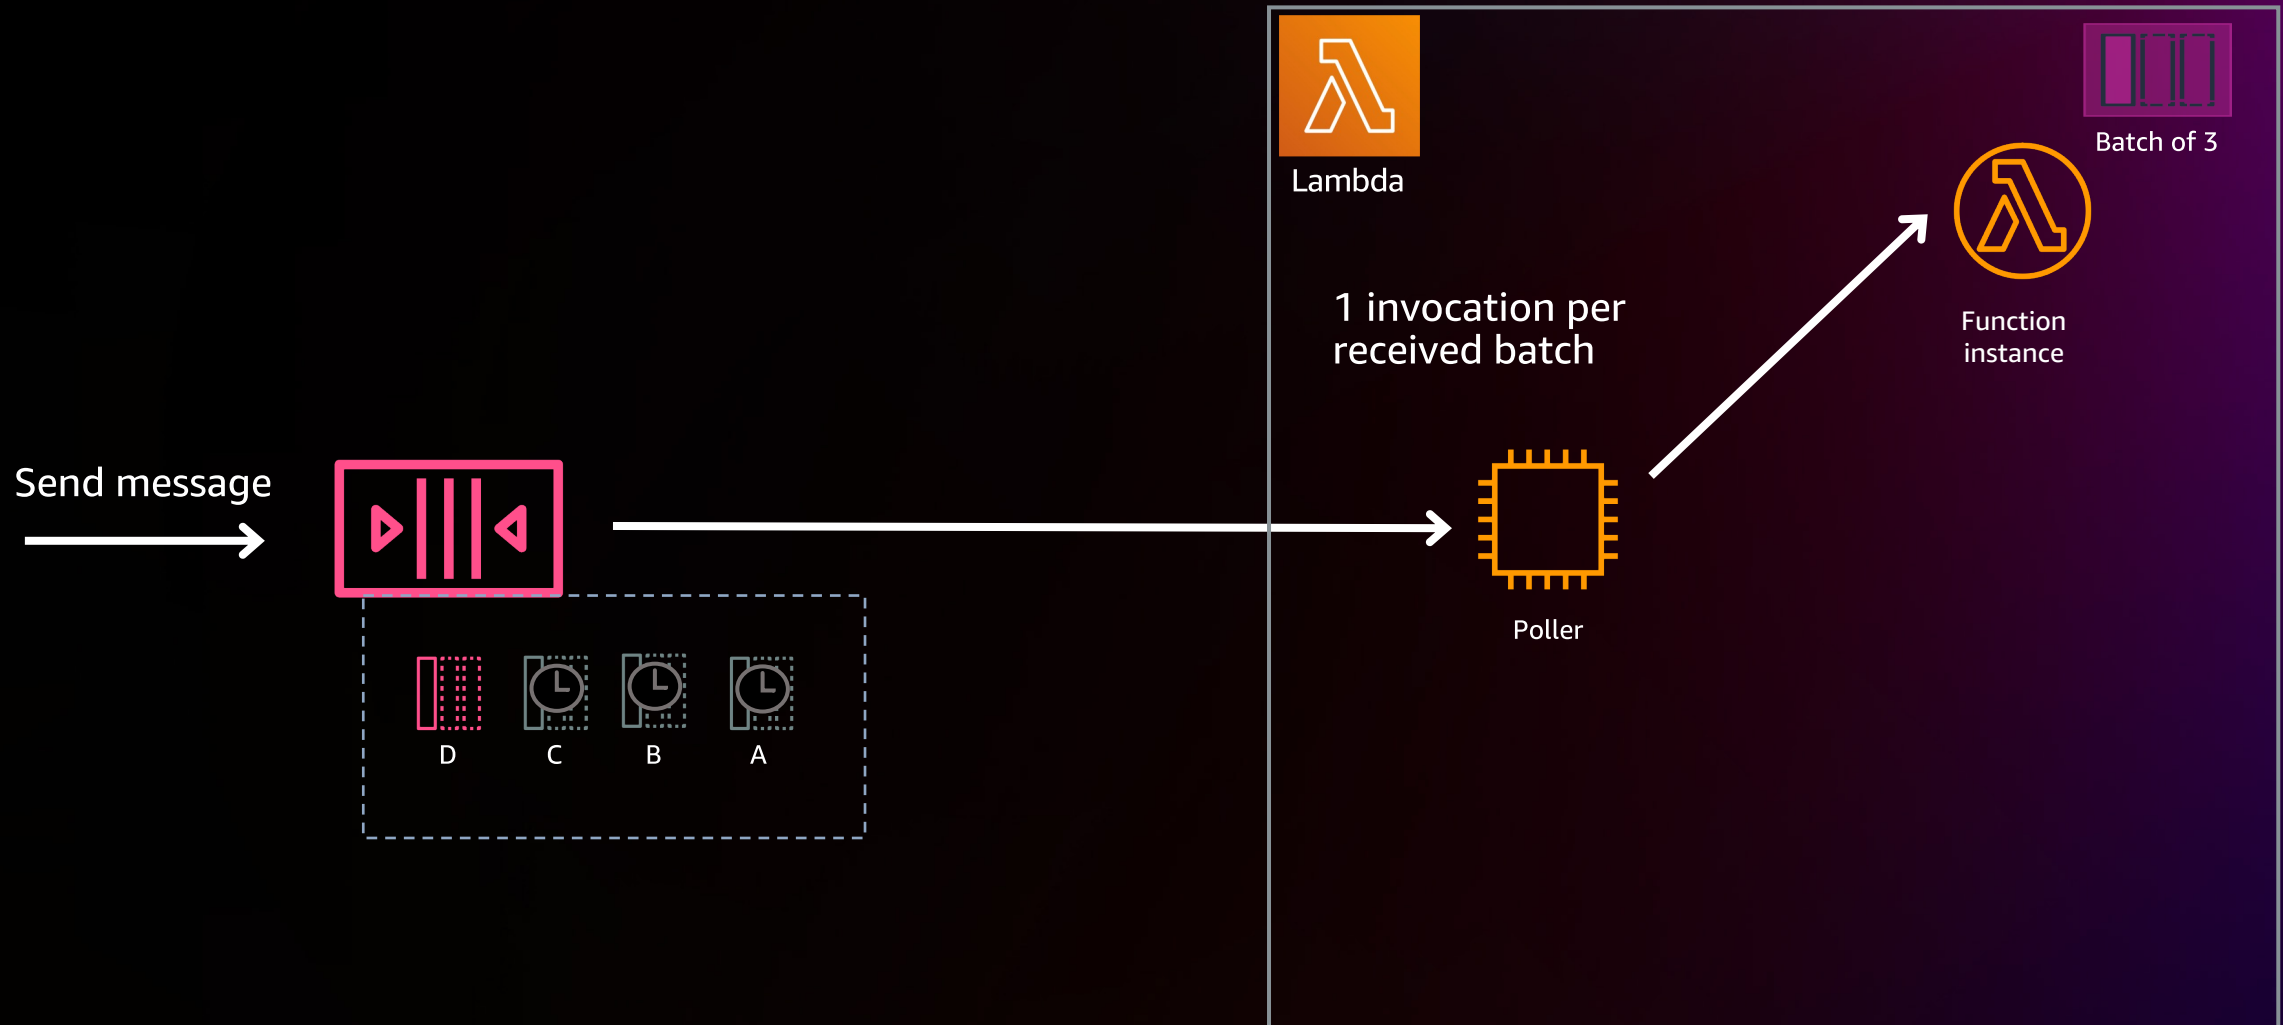 Lambda
Batch of 3
Function
instance
1 invocation per
received batch
Send message
Poller
D
C
B
A